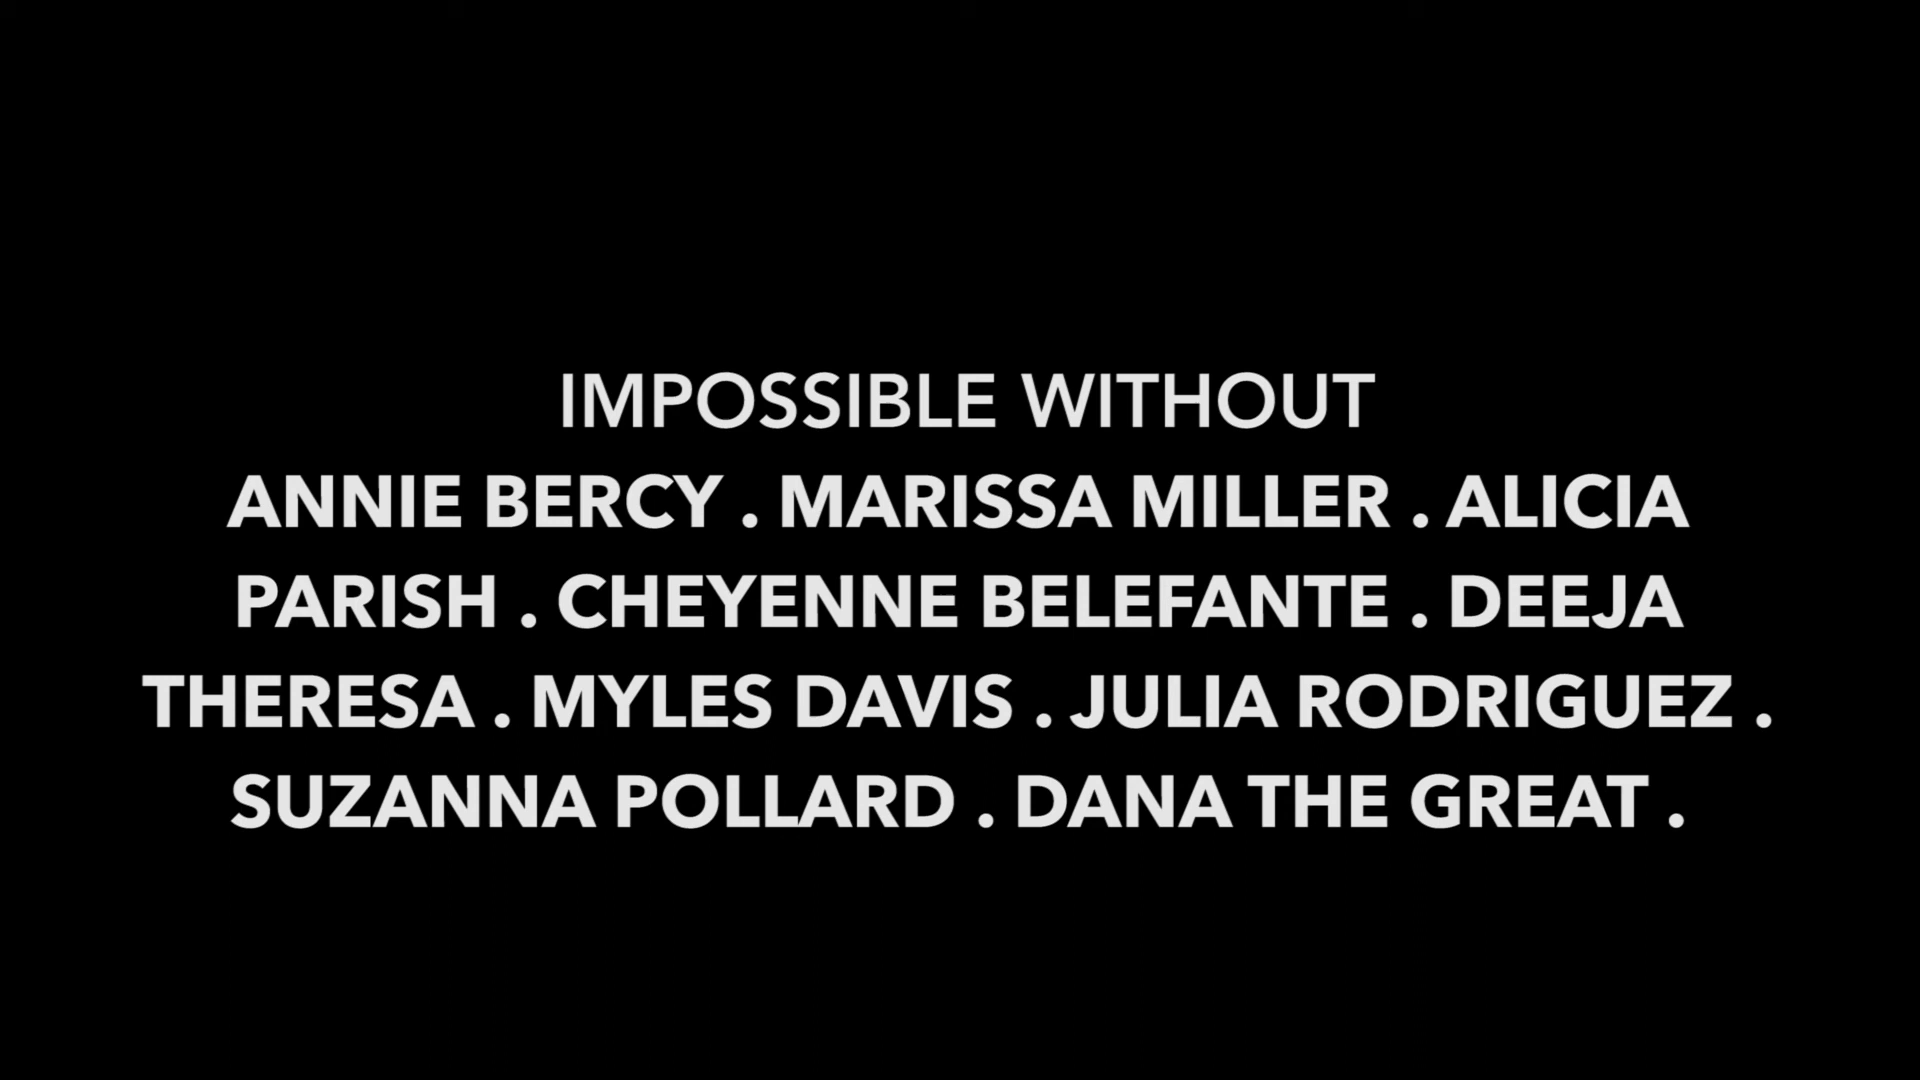 IMPOSSIBLE WITHOUT
ANNIE BERCY . MARISSA MILLER . ALICIA
PARISH . CHEYENNE BELEFANTE . DEEJA
THERESA . MYLES DAVIS . JULIA RODRIGUEZ .
SUZANNA POLLARD . DANA THE GREAT .